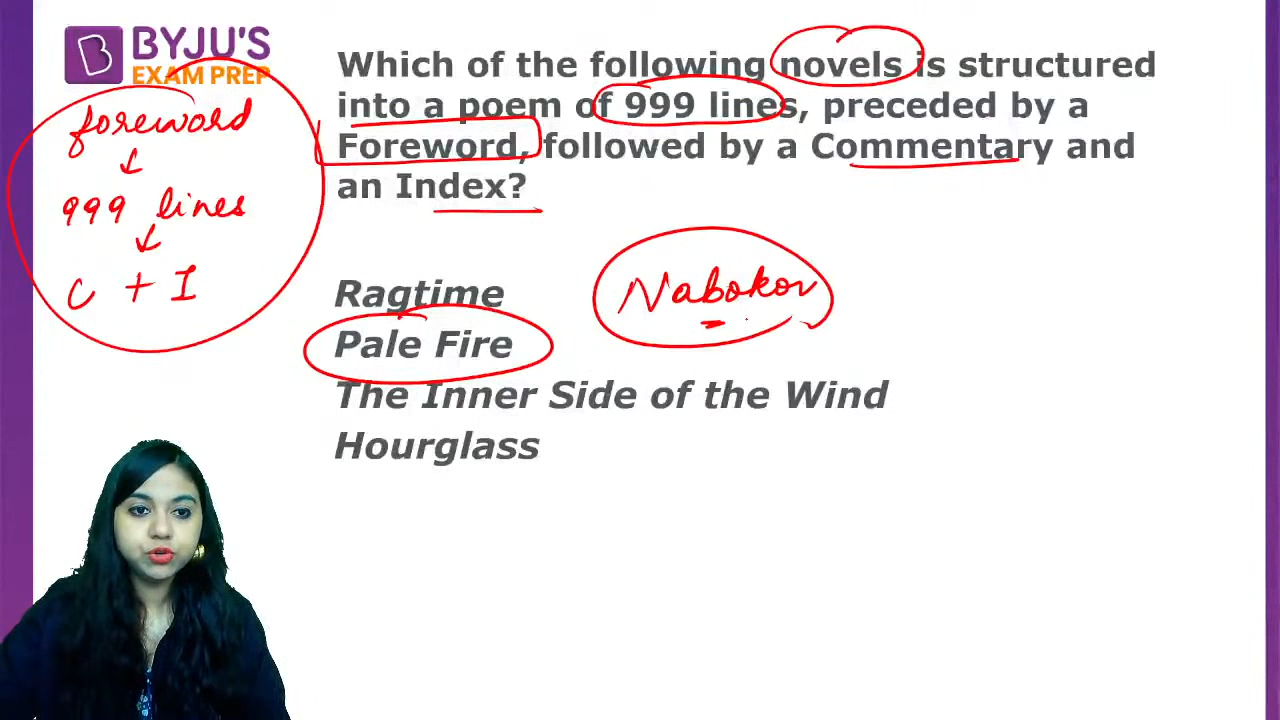 BYJU'S
EXAM PREP
Which of the following novels is structured
into a poem of 999 lines, preceded by a
Foreword, followed by a Commentary and
an Index?
foreword
999 lines
C + I
Ragtime
Nabokov
Pale Fire
The Inner Side of the Wind
Hourglass